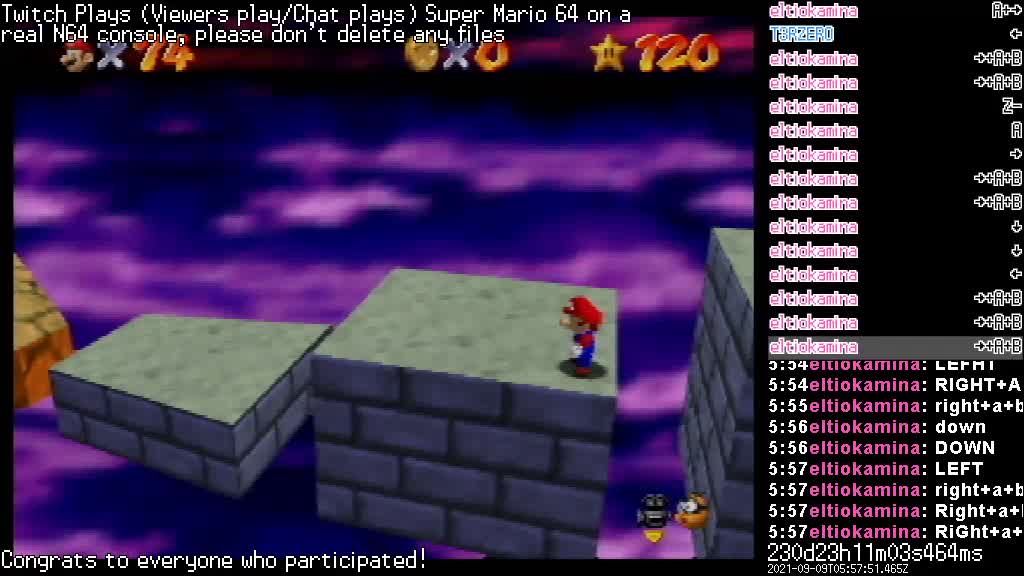 Twitch Plays (Viewers play/Chat plays) Super Mario 64 on a
real N64 console, please don't delete any files
x 74 x 0 120
eltiokamina A+→
T3RZER0 ←
eltiokamina →+A+B
eltiokamina →+A+B
eltiokamina Z-
eltiokamina A
eltiokamina →
eltiokamina →+A+B
eltiokamina →+A+B
eltiokamina ↓
eltiokamina ↓
eltiokamina ←
eltiokamina →+A+B
eltiokamina →+A+B
eltiokamina →+A+B
5:54eltiokamina: LEFHT
5:54eltiokamina: RIGHT+A
5:55eltiokamina: right+a+b
5:56eltiokamina: down
5:56eltiokamina: DOWN
5:57eltiokamina: LEFT
5:57eltiokamina: right+a+b
5:57eltiokamina: Right+a+
5:57eltiokamina: RiGht+a+
230d23h11m03s464ms
2021-09-09T05:57:51.465Z
Congrats to everyone who participated!